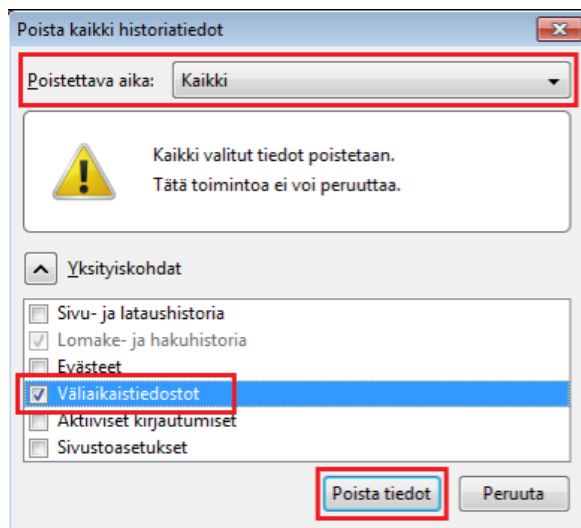 Poista kaikki historiatiedot
Poistettava aika: Kaikki
Kaikki valitut tiedot poistetaan.
Tätä toimintoa ei voi peruuttaa.
Yksityiskohdat
Sivu- ja lataushistoria
Lomake- ja hakuhistoria
Evästeet
Väliaikaistiedostot
Aktiiviset kirjautumiset
Sivustoasetukset
Poista tiedot Peruuta